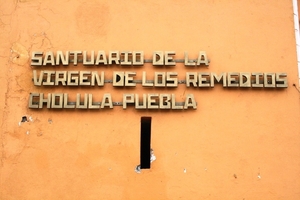 SANTUARIO DE LA
VIRGEN DE LOS REMEDIOS
CHOLULA PUEBLA